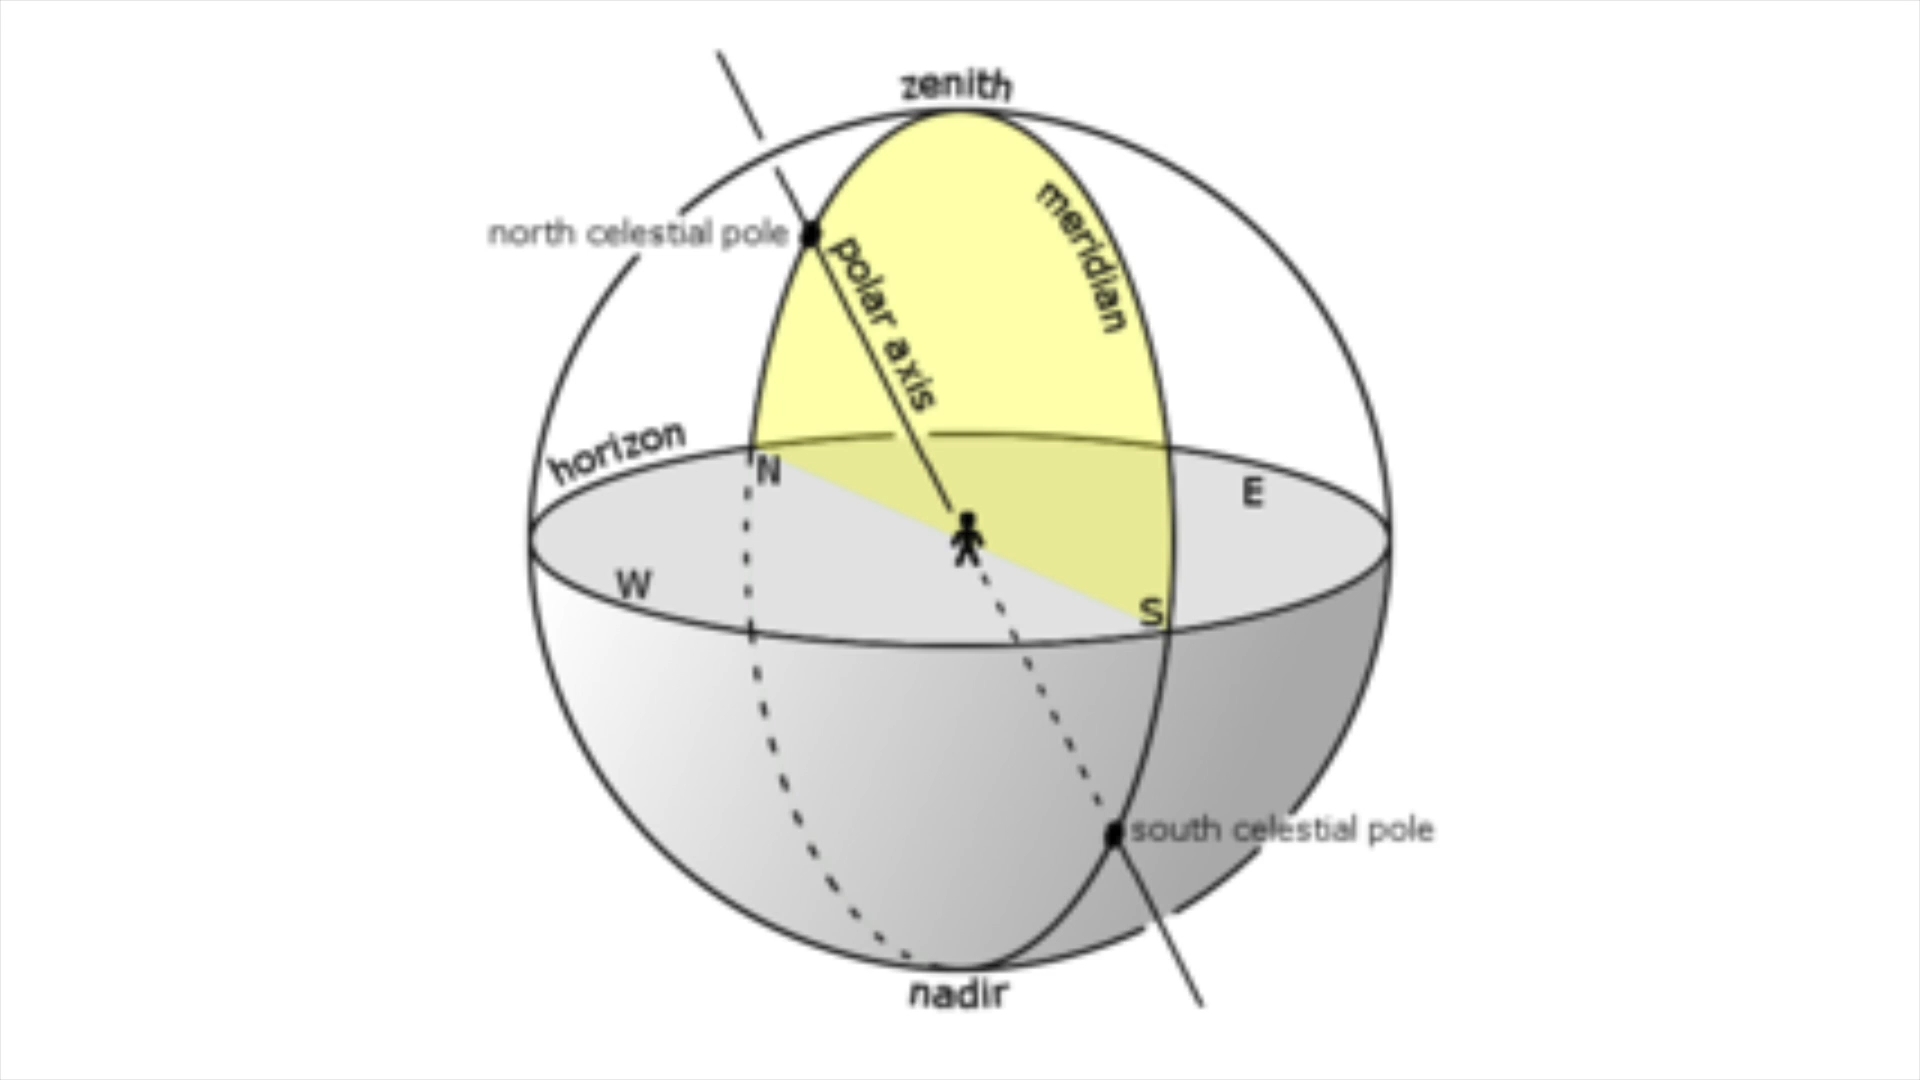 zenith
meridian
north celestial pole
polar axis
horizon
N
E
W
S
south celestial pole
nadir